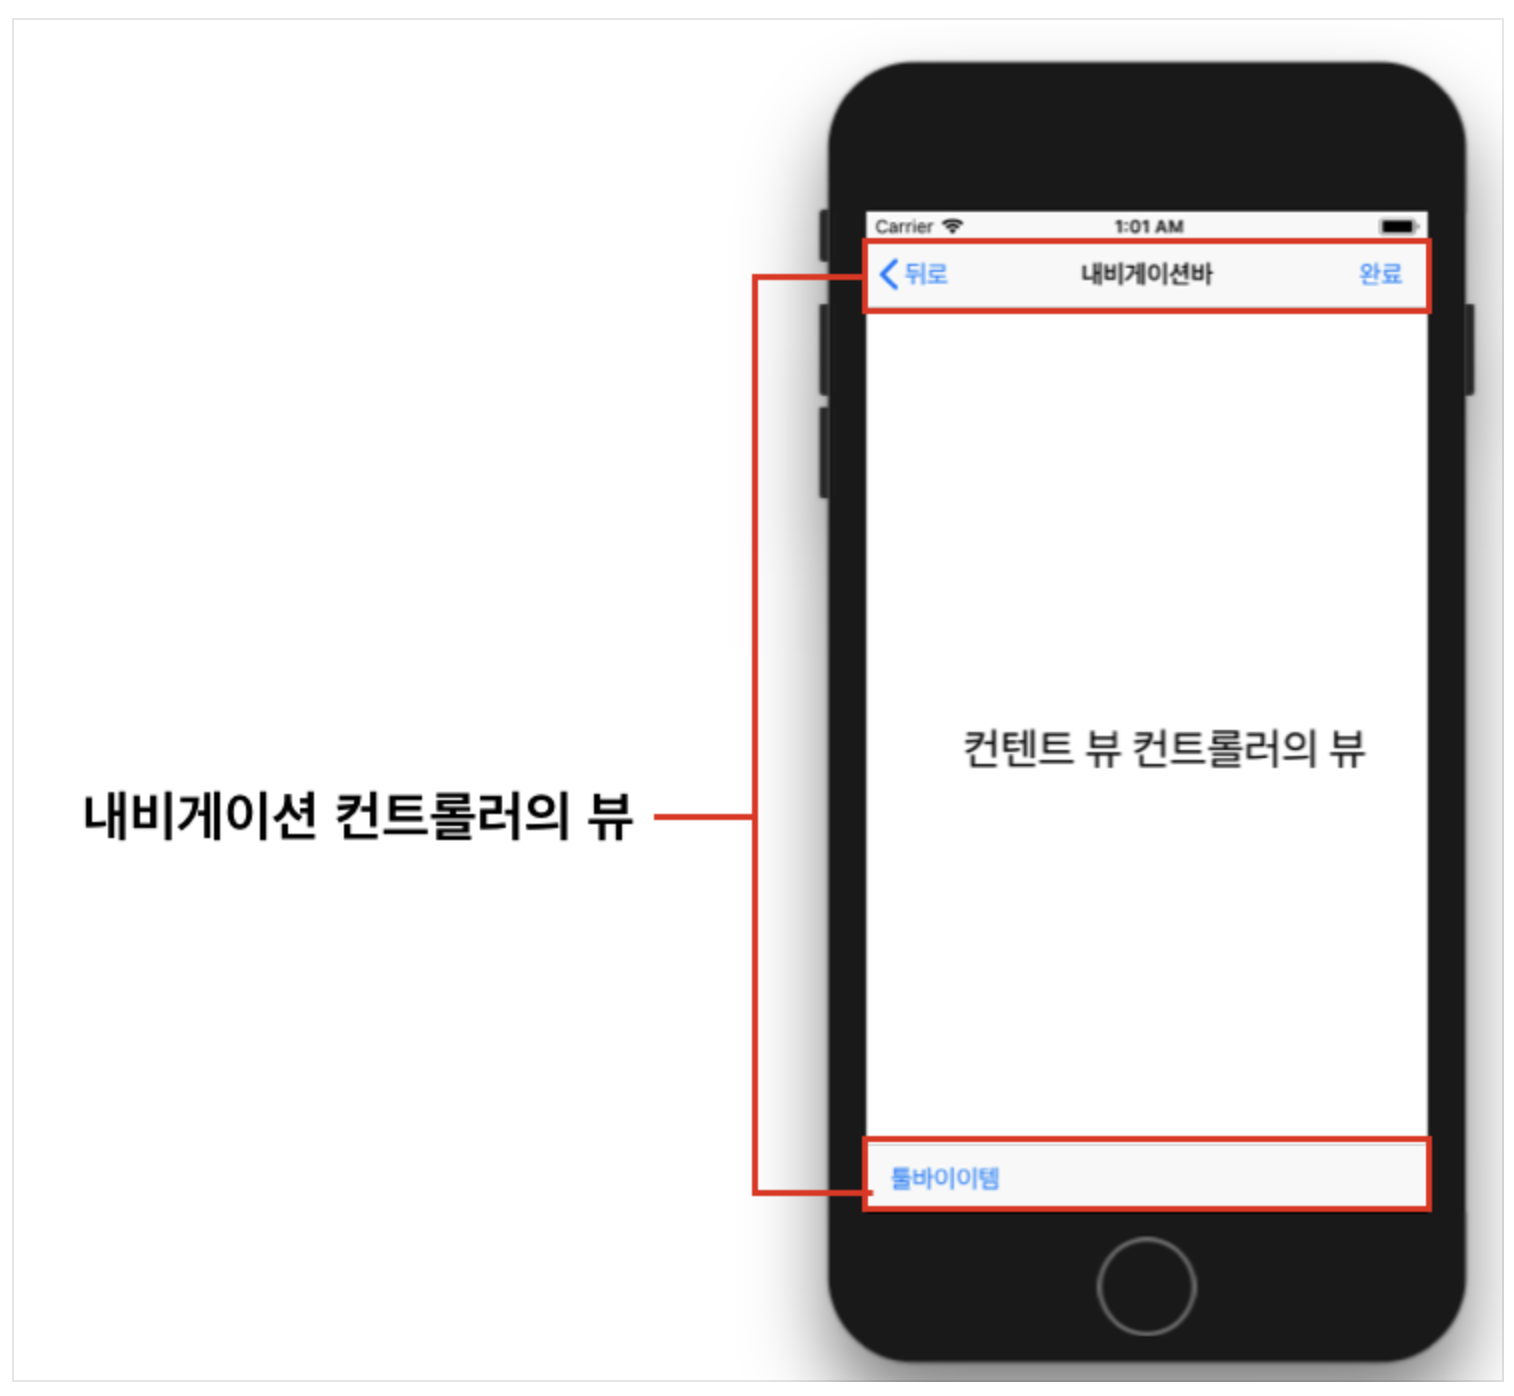 Carrier 1:01 AM
뒤로 내비게이션바 완료
컨텐트 뷰 컨트롤러의 뷰
내비게이션 컨트롤러의 뷰
툴바이이템